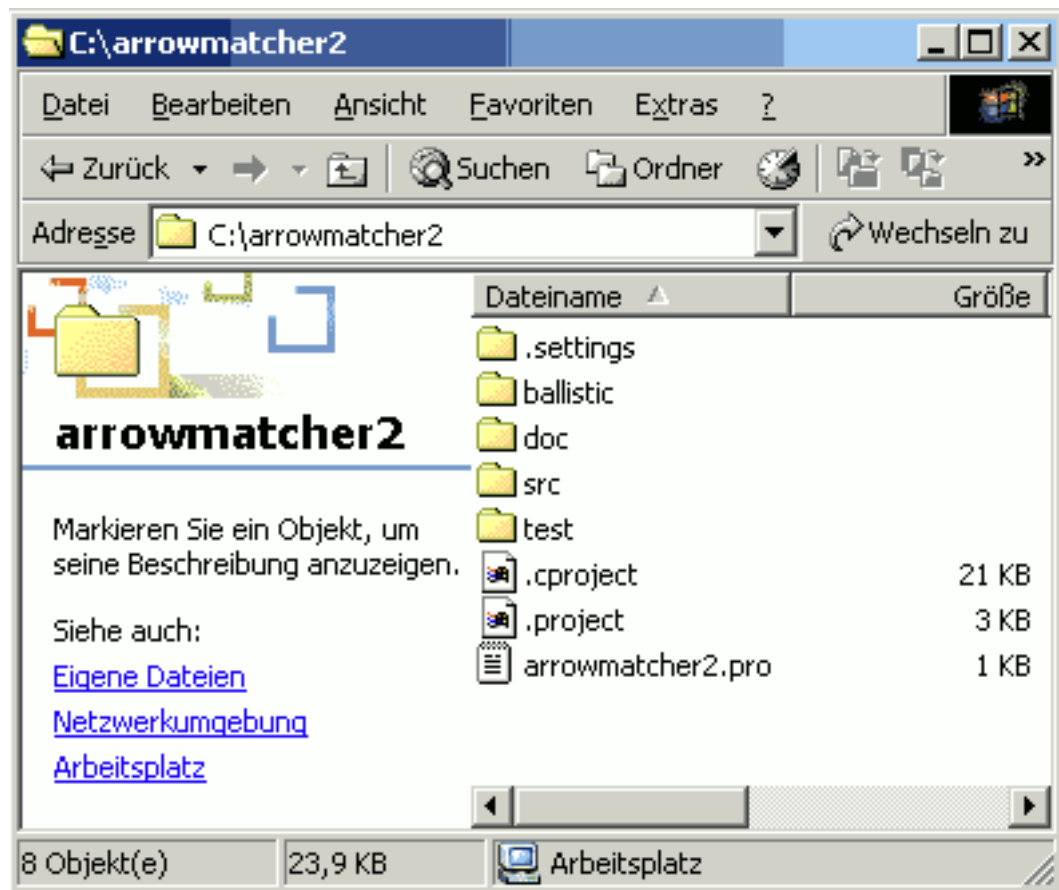 C:\arrowmatcher2
Datei Bearbeiten Ansicht Favoriten Extras ?
Zurück Suchen Ordner »
Adresse C:\arrowmatcher2 Wechseln zu
Dateiname Größe
arrowmatcher2
Markieren Sie ein Objekt, um
seine Beschreibung anzuzeigen.
Siehe auch:
Eigene Dateien
Netzwerkumgebung
Arbeitsplatz
.settings
ballistic
doc
src
test
.cproject 21 KB
.project 3 KB
arrowmatcher2.pro 1 KB
8 Objekt(e) 23,9 KB Arbeitsplatz